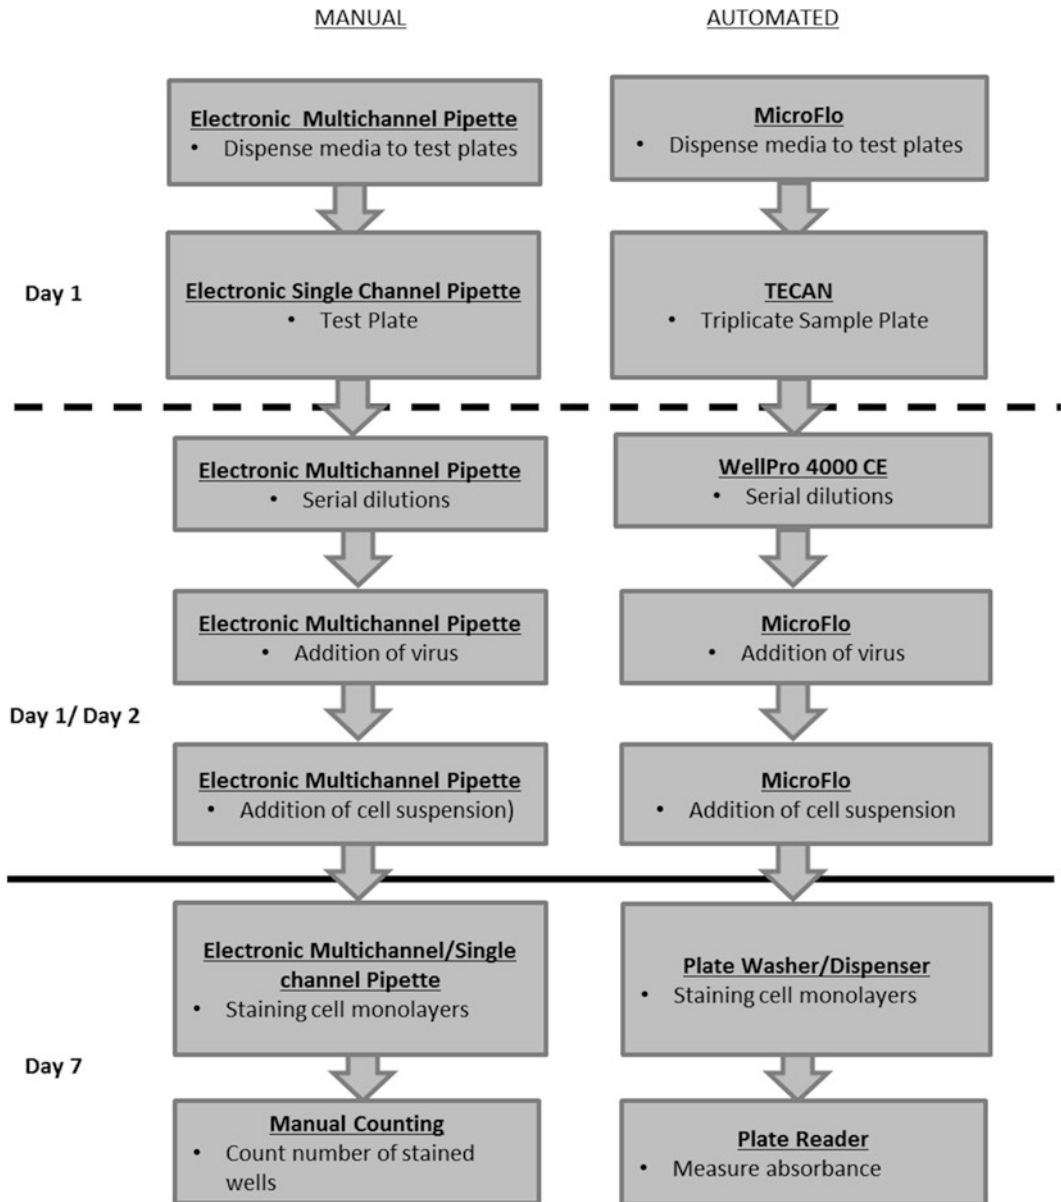 MANUAL
AUTOMATED
Electronic Multichannel Pipette
• Dispense media to test plates
MicroFlo
• Dispense media to test plates
Day 1
Electronic Single Channel Pipette
• Test Plate
TECAN
• Triplicate Sample Plate
Electronic Multichannel Pipette
• Serial dilutions
WellPro 4000 CE
• Serial dilutions
Electronic Multichannel Pipette
• Addition of virus
MicroFlo
• Addition of virus
Day 1/ Day 2
Electronic Multichannel Pipette
• Addition of cell suspension)
MicroFlo
• Addition of cell suspension
Electronic Multichannel/Single
channel Pipette
• Staining cell monolayers
Plate Washer/Dispenser
• Staining cell monolayers
Day 7
Manual Counting
• Count number of stained
wells
Plate Reader
• Measure absorbance